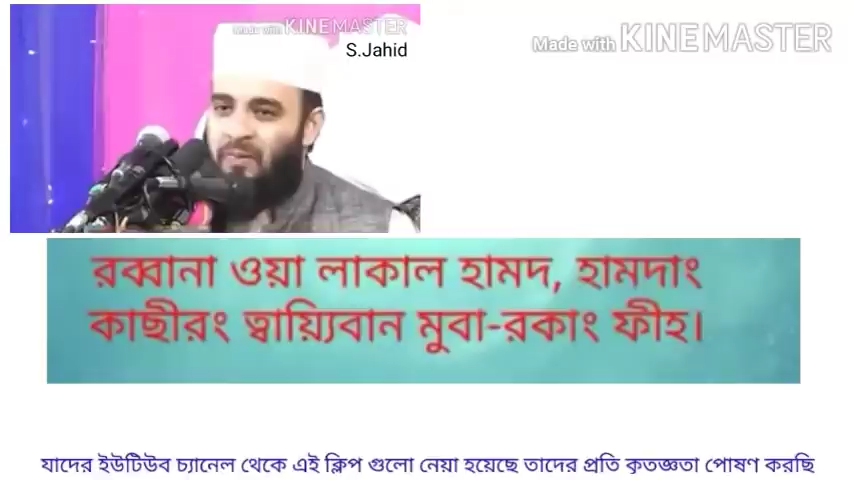 Made with KINEMASTER
S.Jahid
Made with KINEMASTER
রব্বানা ওয়া লাকাল হামদ, হামদাং
কাছীরং ত্বায়্যিবান মুবা-রকাং ফীহ।
যাদের ইউটিউব চ্যানেল থেকে এই ক্লিপ গুলো নেয়া হয়েছে তাদের প্রতি কৃতজ্ঞতা পোষণ করছি